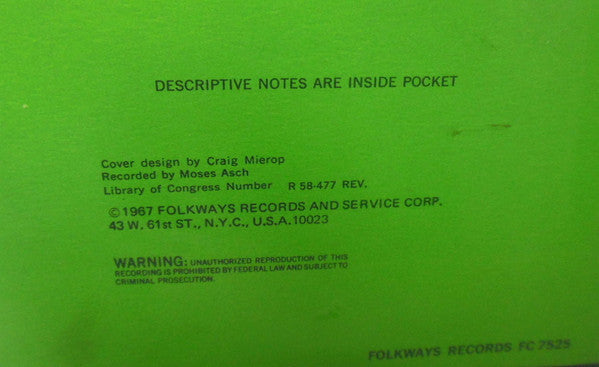 DESCRIPTIVE NOTES ARE INSIDE POCKET
Cover design by Craig Mierop
Recorded by Moses Asch
Library of Congress Number R 58-477 REV.
©1967 FOLKWAYS RECORDS AND SERVICE CORP.
43 W. 61st ST., N.Y.C., U.S.A.10023
WARNING: UNAUTHORIZED REPRODUCTION OF THIS
RECORDING IS PROHIBITED BY FEDERAL LAW AND SUBJECT TO
CRIMINAL PROSECUTION.
FOLKWAYS RECORDS FC 7525